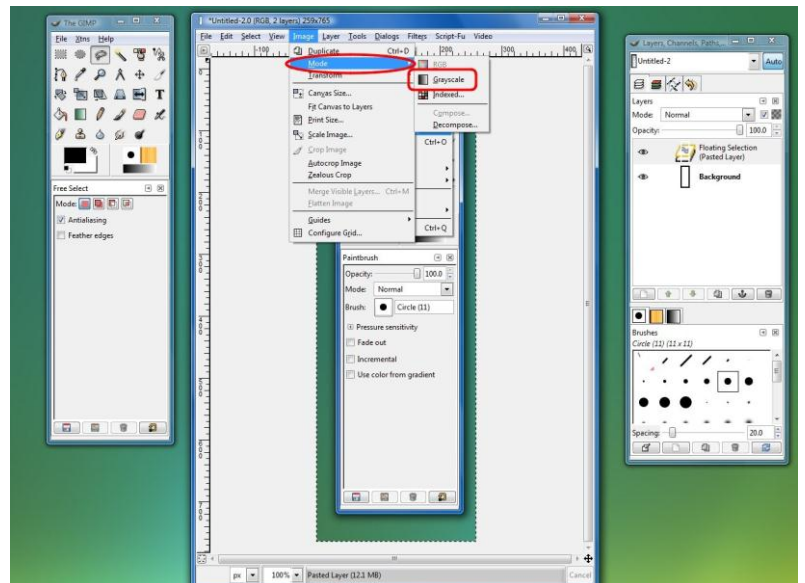 The GIMP
File Xtns Help
Free Select
Mode:
Antialiasing
Feather edges
*Untitled-2.0 (RGB, 2 layers) 259x765
File Edit Select View Image Layer Tools Dialogs Filters Script-Fu Video
-100 200 300 400
Duplicate Ctrl+D
Mode
Transform
Canvas Size...
Fit Canvas to Layers
Print Size...
Scale Image...
Crop Image
Autocrop Image
Zealous Crop
Merge Visible Layers... Ctrl+M
Flatten Image
Guides
Configure Grid...
RGB
Grayscale
Indexed...
Compose...
Decompose...
Ctrl+O
Ctrl+Q
Paintbrush
Opacity: 100.0
Mode: Normal
Brush: Circle (11)
Pressure sensitivity
Fade out
Incremental
Use color from gradient
px 100% Pasted Layer (12.1 MB) Cancel
Layers, Channels, Paths,...
Untitled-2 Auto
Layers
Mode: Normal
Opacity: 100.0
Floating Selection
(Pasted Layer)
Background
Brushes
Circle (11) (11 x 11)
Spacing: 20.0